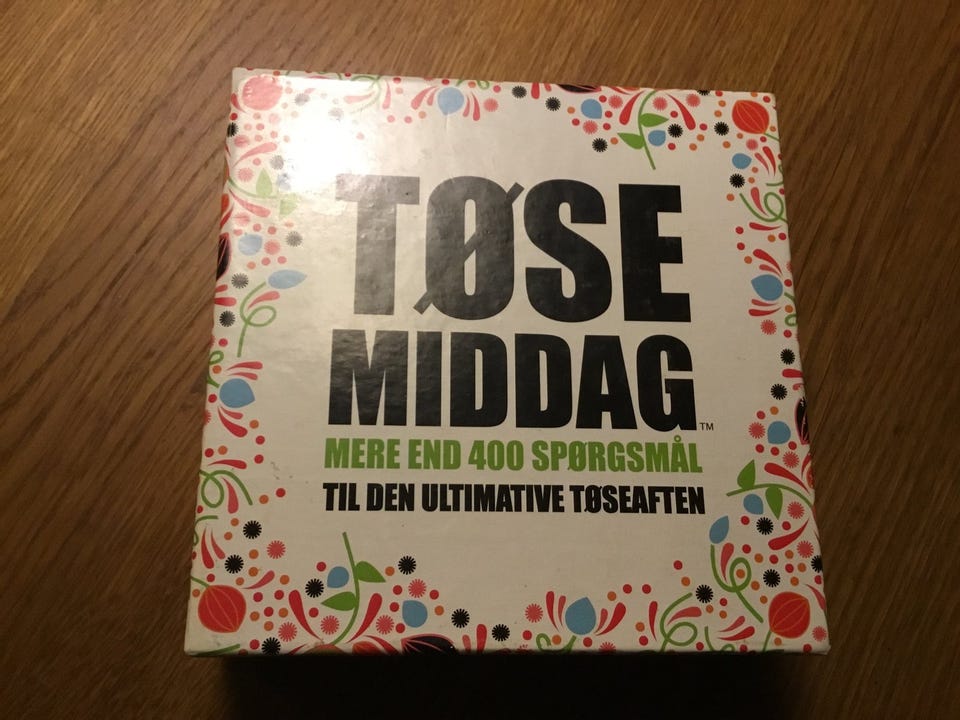 TØSE
MIDDAG™
MERE END 400 SPØRGSMÅL
TIL DEN ULTIMATIVE TØSEAFTEN